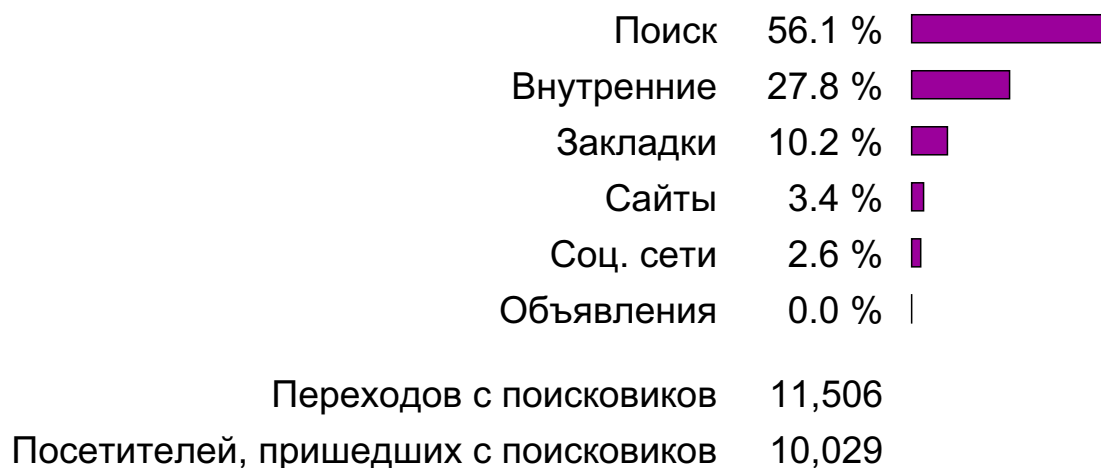 Поиск 56.1 %
Внутренние 27.8 %
Закладки 10.2 %
Сайты 3.4 %
Соц. сети 2.6 %
Объявления 0.0 %
Переходов с поисковиков 11,506
Посетителей, пришедших с поисковиков 10,029